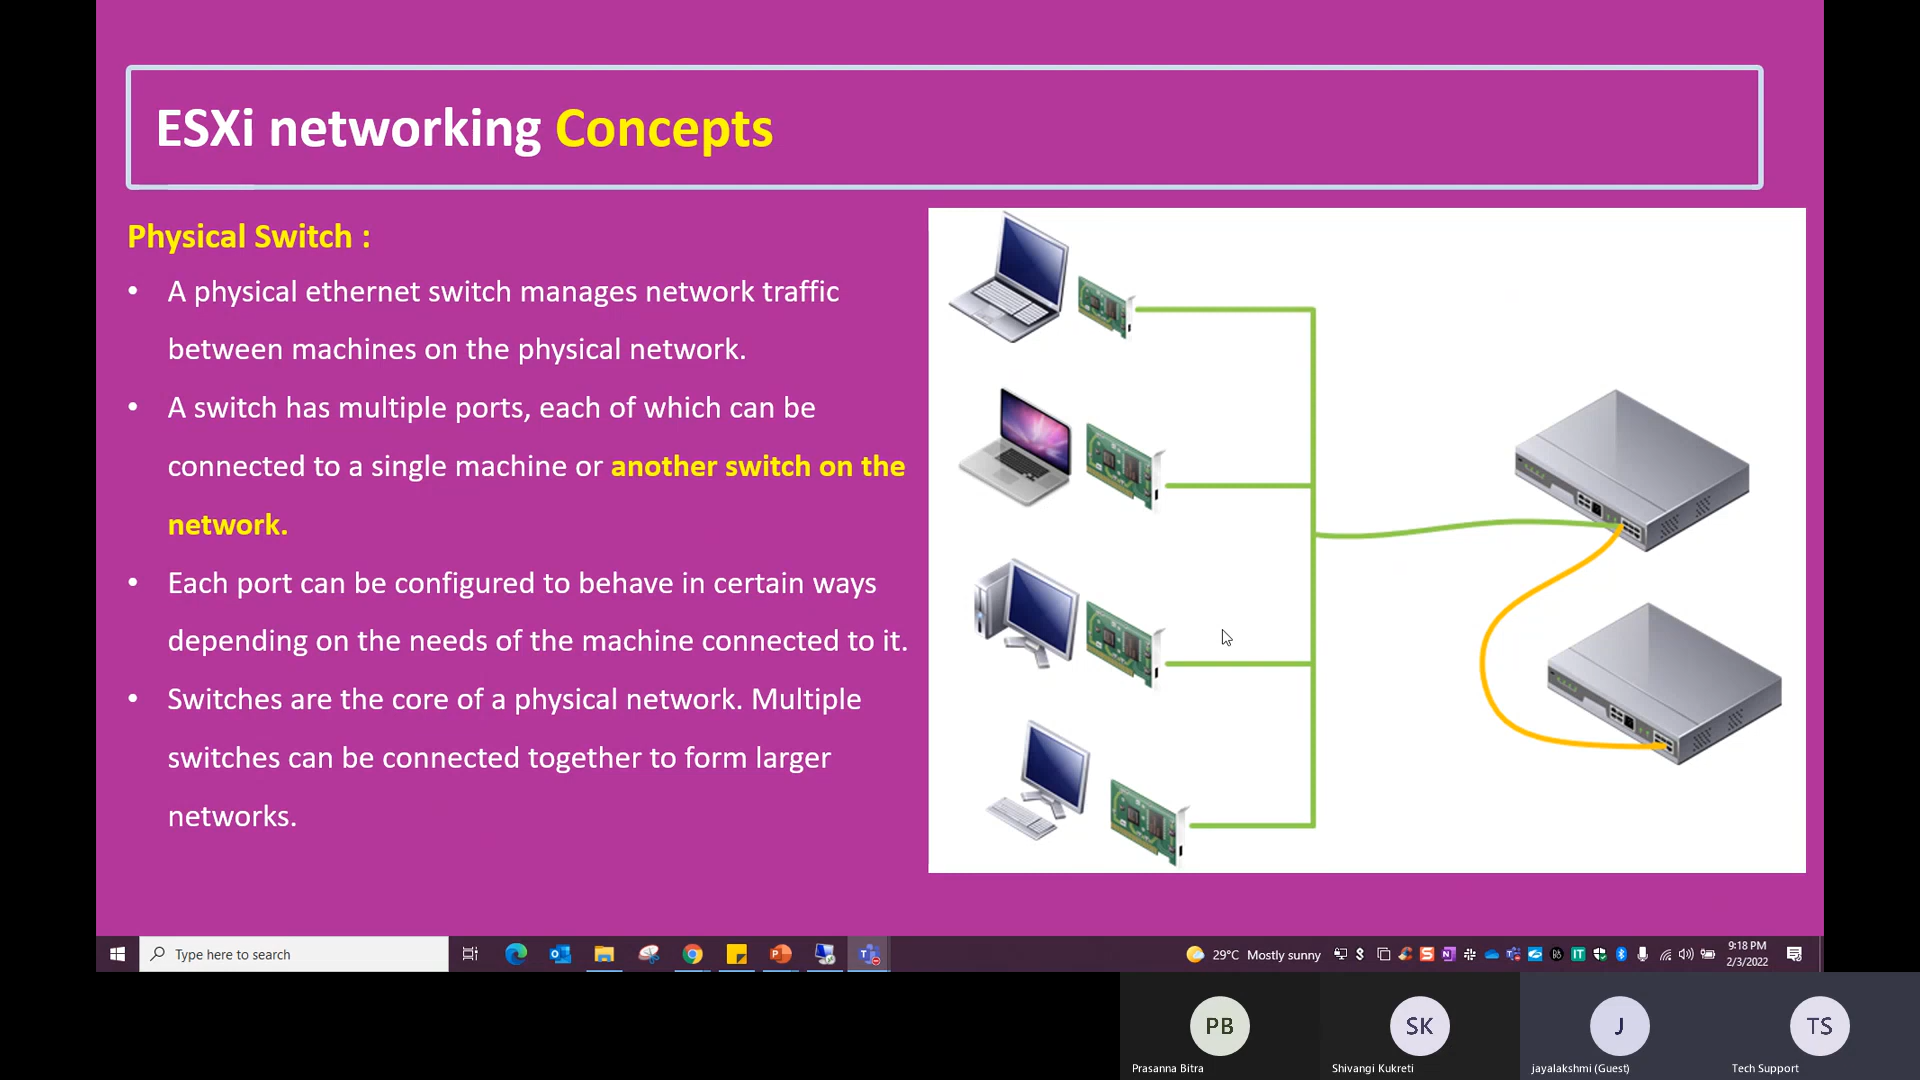 ESXi networking Concepts
Physical Switch :
• A physical ethernet switch manages network traffic
between machines on the physical network.
• A switch has multiple ports, each of which can be
connected to a single machine or another switch on the
network.
• Each port can be configured to behave in certain ways
depending on the needs of the machine connected to it.
• Switches are the core of a physical network. Multiple
switches can be connected together to form larger
networks.
Type here to search
29°C Mostly sunny
9:18 PM
2/3/2022
PB
SK
J
TS
Prasanna Bitra
Shivangi Kukreti
jayalakshmi (Guest)
Tech Support